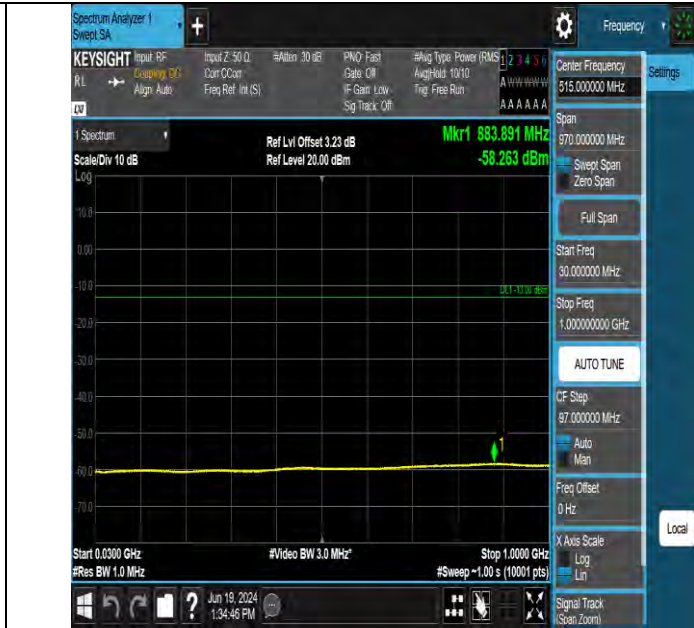 Spectrum Analyzer 1
Swept SA
+
Frequency
KEYSIGHT
RL
Input: RF
Coupling: DC
Align: Auto
Input Z: 50 Ω
Corr CCorr
Freq Ref: Int (S)
#Atten: 30 dB
PNO: Fast
Gate: Off
IF Gain: Low
Sig Track: Off
#Avg Type: Power (RMS
Avg|Hold: 10/10
Trig: Free Run
1 2 3 4 5 6
A W W W W W
A A A A A A
LW
1 Spectrum
Scale/Div 10 dB
Log
Ref Lvl Offset 3.23 dB
Ref Level 20.00 dBm
Mkr1 883.891 MHz
-58.263 dBm
10.0
0.00
-10.0
DL1 -13.00 dBm
-20.0
-30.0
-40.0
-50.0
-60.0
-70.0
1
Start 0.0300 GHz
#Res BW 1.0 MHz
#Video BW 3.0 MHz*
Stop 1.0000 GHz
#Sweep ~1.00 s (10001 pts)
?
Jun 19, 2024
1:34:46 PM
Center Frequency
515.000000 MHz
Settings
Span
970.000000 MHz
Swept Span
Zero Span
Full Span
Start Freq
30.000000 MHz
Stop Freq
1.000000000 GHz
AUTO TUNE
CF Step
97.000000 MHz
Auto
Man
Freq Offset
0 Hz
X Axis Scale
Log
Lin
Signal Track
(Span Zoom)
Local